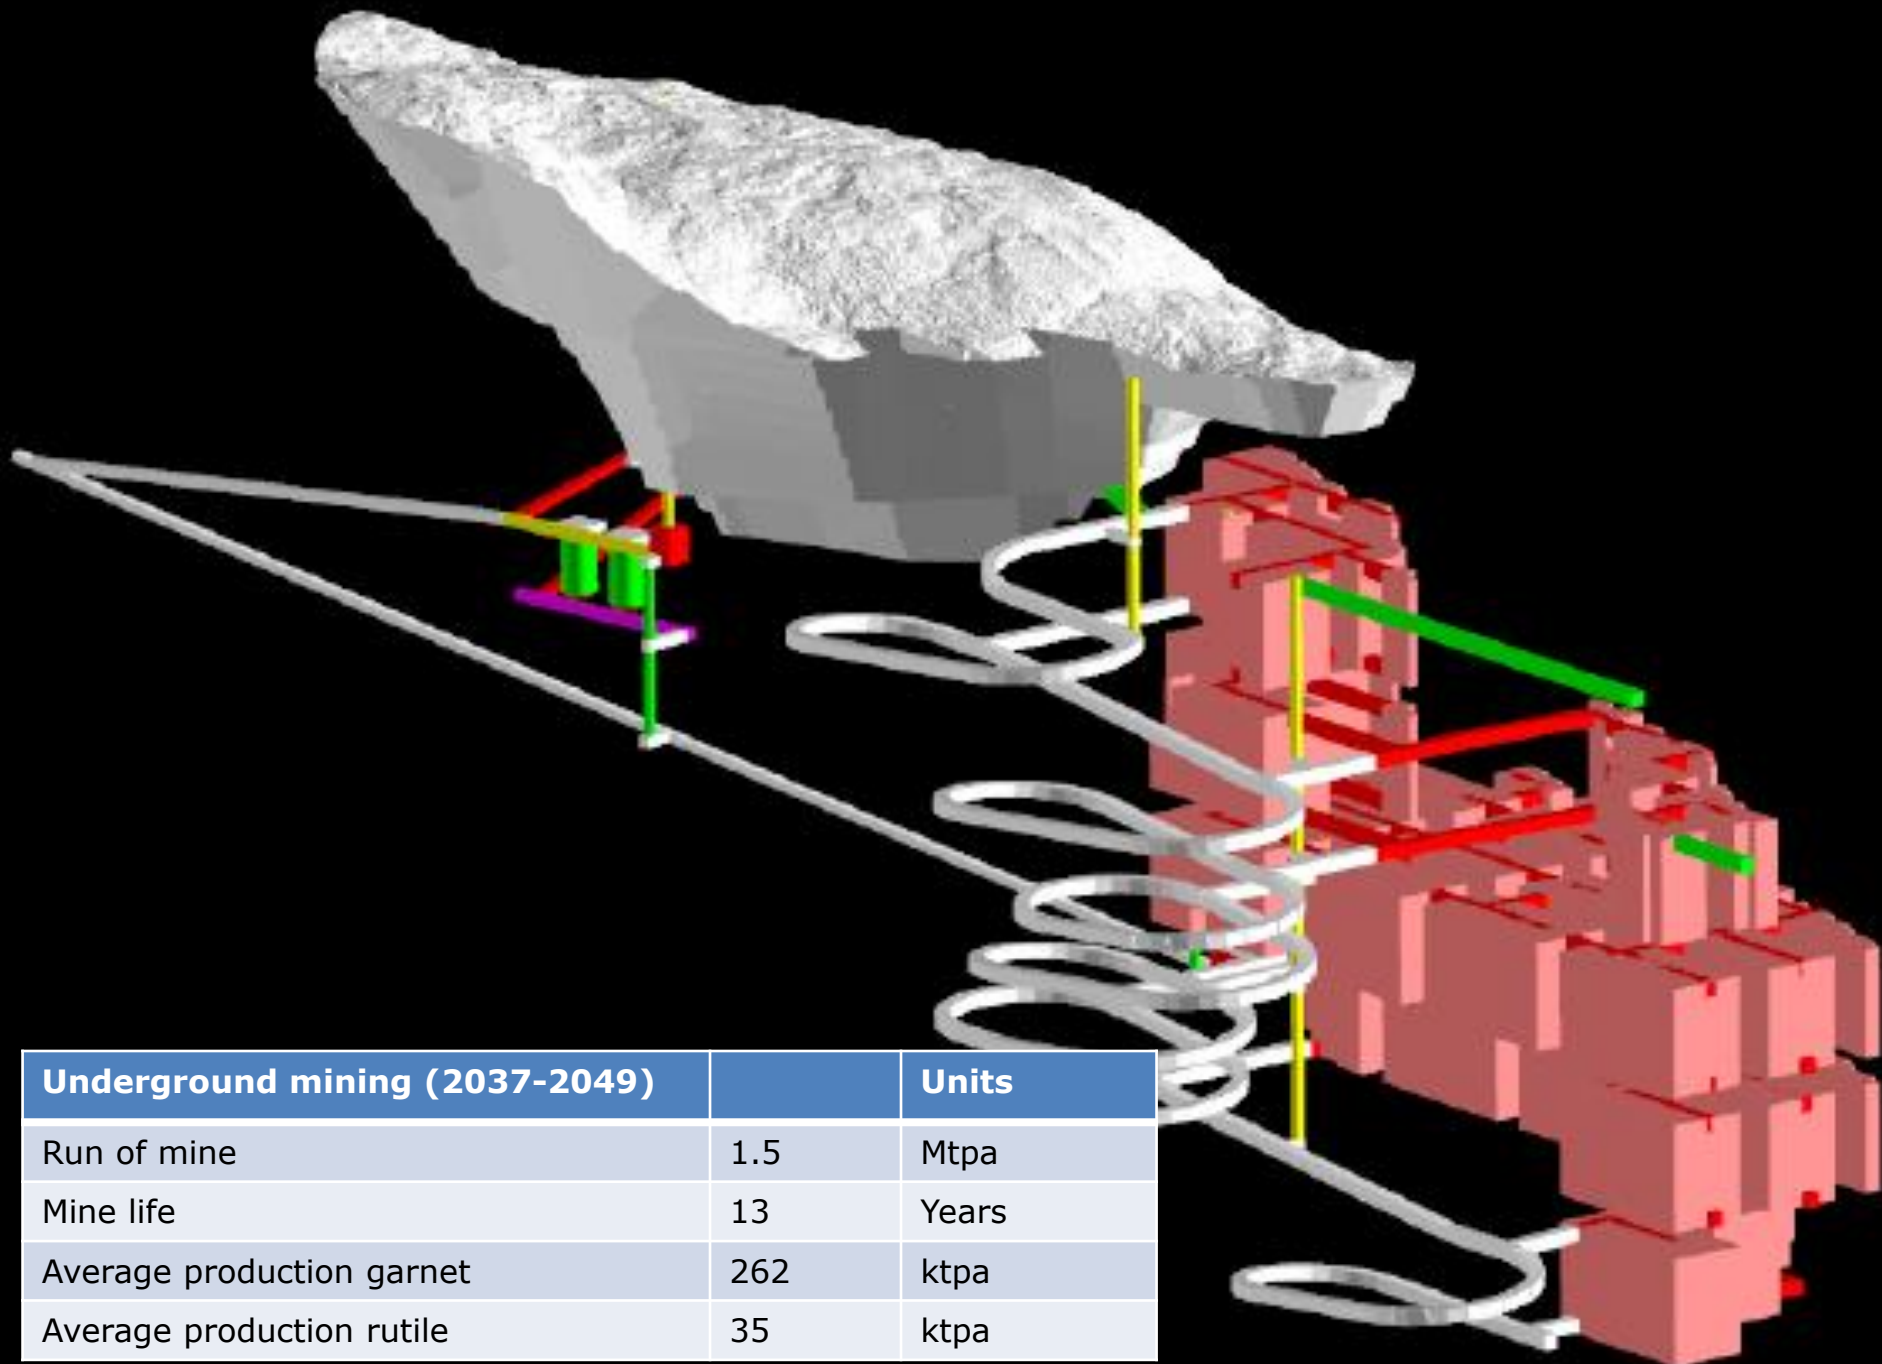 Underground mining (2037-2049) Units
Run of mine 1.5 Mtpa
Mine life 13 Years
Average production garnet 262 ktpa
Average production rutile 35 ktpa